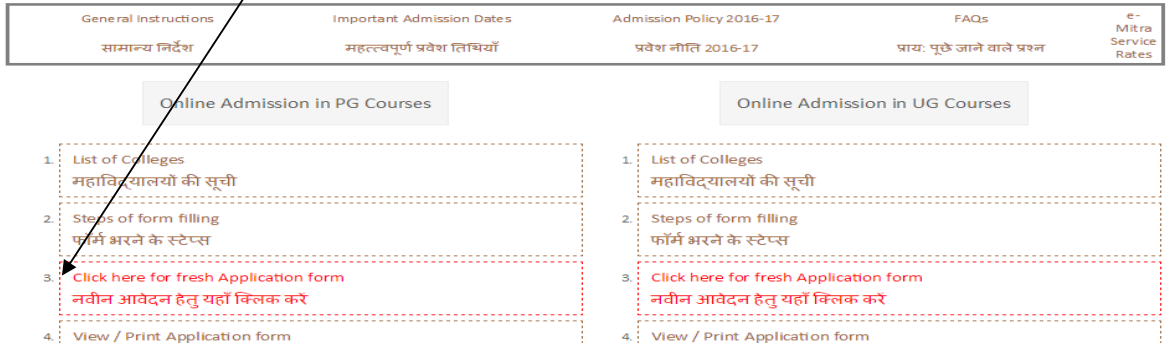 General Instructions
सामान्य निर्देश
Important Admission Dates
महत्त्वपूर्ण प्रवेश तिथियाँ
Admission Policy 2016-17
प्रवेश नीति 2016-17
FAQs
प्राय: पूछे जाने वाले प्रश्न
e-
Mitra
Service
Rates
Online Admission in PG Courses
1. List of Colleges
महाविद्यालयों की सूची
2. Steps of form filling
फॉर्म भरने के स्टेप्स
3. Click here for fresh Application form
नवीन आवेदन हेतु यहाँ क्लिक करें
4. View / Print Application form
Online Admission in UG Courses
1. List of Colleges
महाविद्यालयों की सूची
2. Steps of form filling
फॉर्म भरने के स्टेप्स
3. Click here for fresh Application form
नवीन आवेदन हेतु यहाँ क्लिक करें
4. View / Print Application form